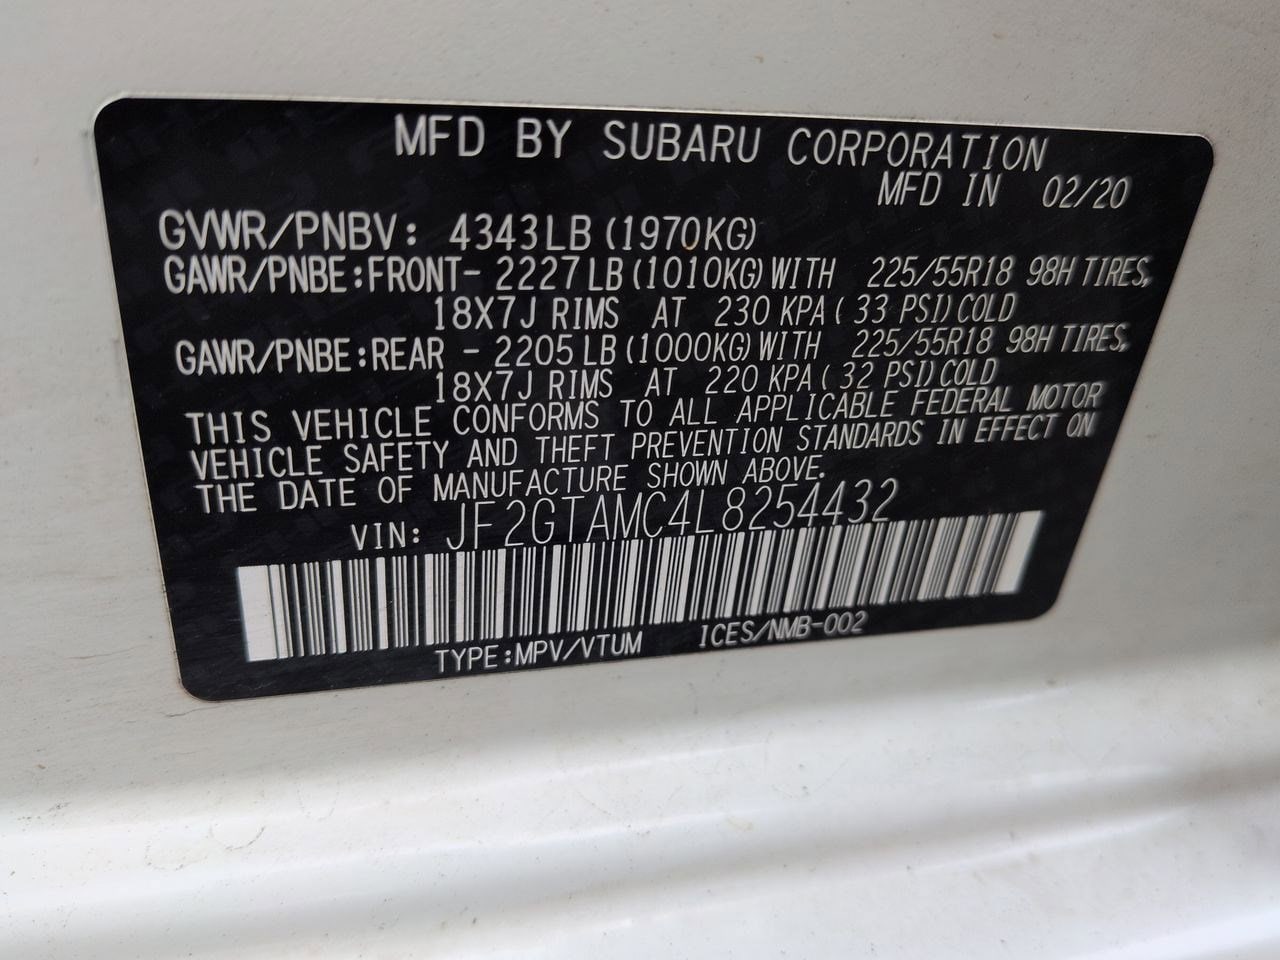 MFD BY SUBARU CORPORATION
MFD IN 02/20
GVWR/PNBV: 4343LB (1970KG)
GAWR/PNBE:FRONT- 2227LB (1010KG) WITH 225/55R18 98H TIRES,
18X7J RIMS AT 230 KPA ( 33 PSI) COLD
GAWR/PNBE:REAR - 2205LB (1000KG) WITH 225/55R18 98H TIRES,
18X7J RIMS AT 220 KPA ( 32 PSI) COLD
THIS VEHICLE CONFORMS TO ALL APPLICABLE FEDERAL MOTOR
VEHICLE SAFETY AND THEFT PREVENTION STANDARDS IN EFFECT ON
THE DATE OF MANUFACTURE SHOWN ABOVE.
VIN: JF2GTAMC4L8254432
TYPE:MPV/VTUM ICES/NMB-002